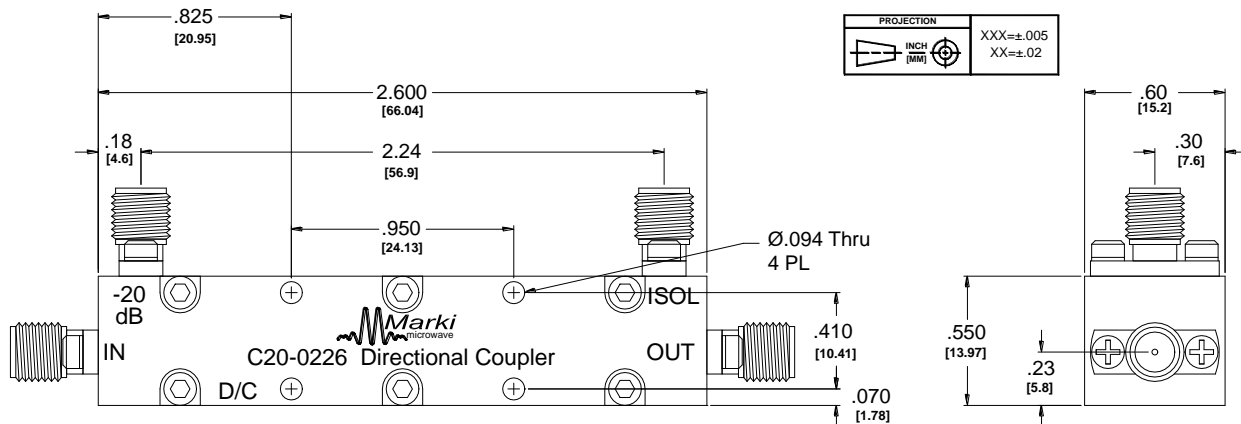 .825
[20.95]
PROJECTION
INCH
[MM]
XXX=±.005
XX=±.02
2.600
[66.04]
.60
[15.2]
.18
[4.6]
2.24
[56.9]
.30
[7.6]
.950
[24.13]
Ø.094 Thru
4 PL
-20
dB
ISOL
Marki
microwave
IN
C20-0226 Directional Coupler
OUT
D/C
.410
[10.41]
.550
[13.97]
.23
[5.8]
.070
[1.78]